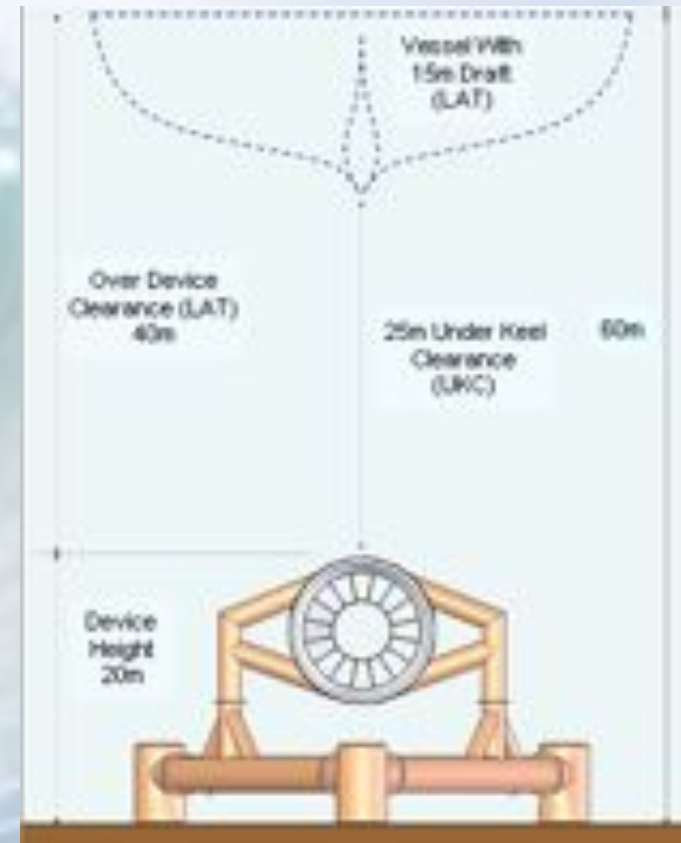 Vessel With
15m Draft
(LAT)
Over Device
Clearance (LAT)
40m
25m Under Keel
Clearance
(UKC)
60m
Device
Height
20m